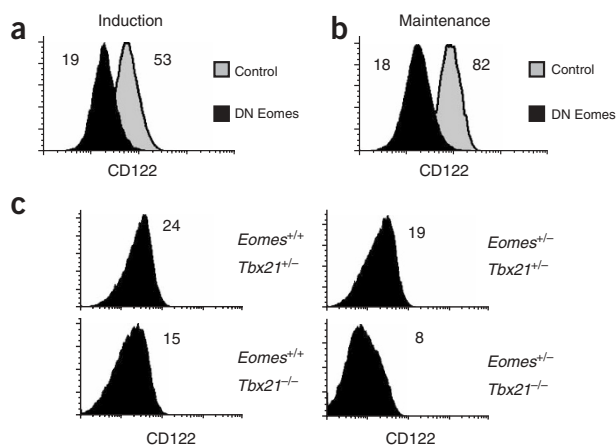 a
Induction
19
53
Control
DN Eomes
CD122
b
Maintenance
18
82
Control
DN Eomes
CD122
c
24
Eomes+/+
Tbx21+/–
19
Eomes+/–
Tbx21+/–
15
Eomes+/+
Tbx21–/–
8
Eomes+/–
Tbx21–/–
CD122
CD122